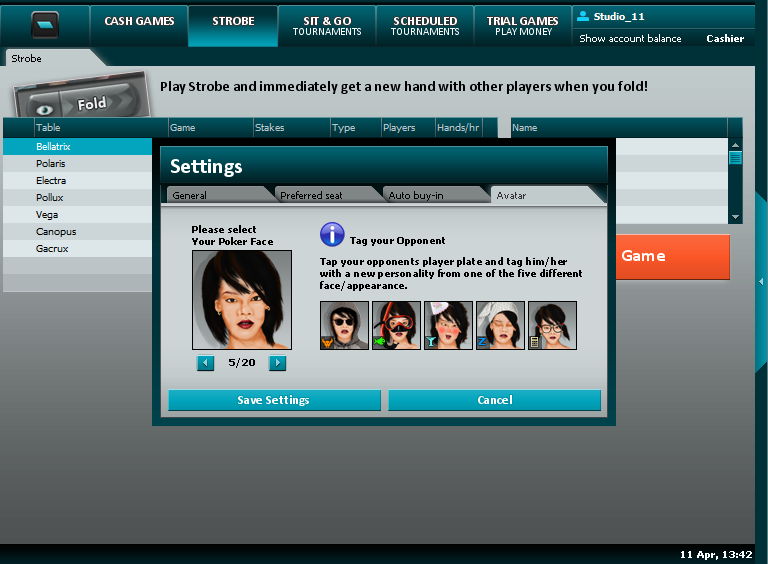 CASH GAMES
STROBE
SIT & GO
TOURNAMENTS
SCHEDULED
TOURNAMENTS
TRIAL GAMES
PLAY MONEY
Studio_11
Show account balance
Cashier
Strobe
Fold
Play Strobe and immediately get a new hand with other players when you fold!
Table
Game
Stakes
Type
Players
Hands/hr
Name
Bellatrix
Polaris
Electra
Pollux
Vega
Canopus
Gacrux
Game
Settings
General
Preferred seat
Auto buy-in
Avatar
Please select
Your Poker Face
5/20
i
Tag your Opponent
Tap your opponents player plate and tag him/her
with a new personality from one of the five different
face/appearance.
Save Settings
Cancel
11 Apr, 13:42